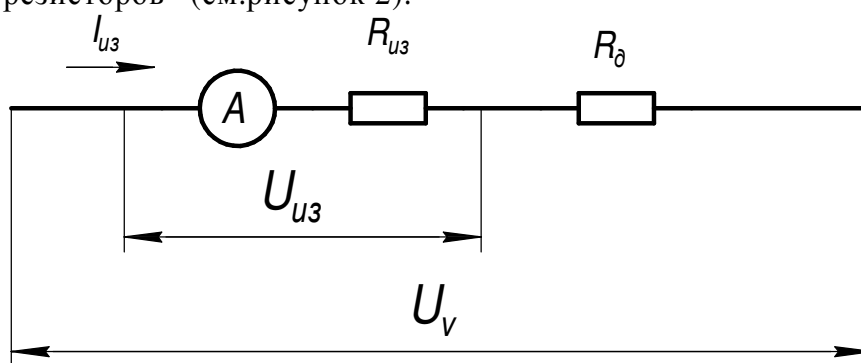 резисторов (см.рисунок 2).
Iиз
Rиз
Rд
A
Uиз
Uv